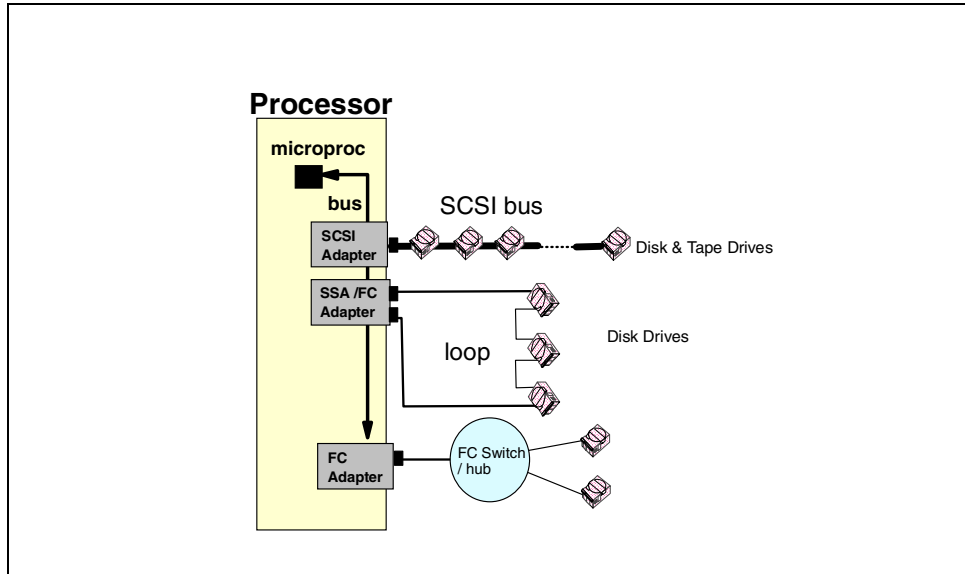 Processor
microproc
bus
SCSI bus
SCSI
Adapter
Disk & Tape Drives
SSA /FC
Adapter
Disk Drives
loop
FC
Adapter
FC Switch
/ hub